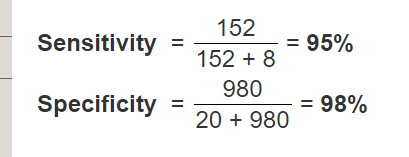 Sensitivity = 152 / 152 + 8 = 95%
Specificity = 980 / 20 + 980 = 98%